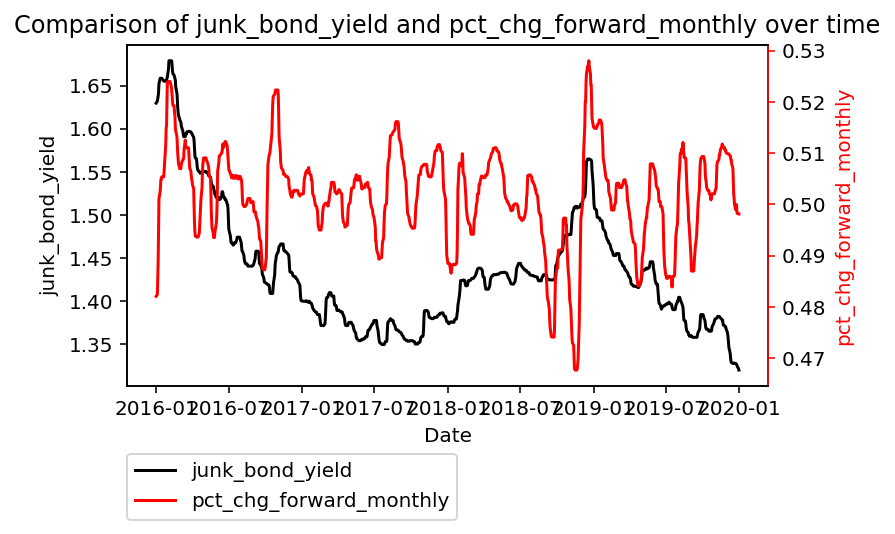 Comparison of junk_bond_yield and pct_chg_forward_monthly over time
junk_bond_yield
1.65
1.60
1.55
1.50
1.45
1.40
1.35
0.53
0.52
0.51
0.50
0.49
0.48
0.47
pct_chg_forward_monthly
2016-01 2016-07 2017-01 2017-07 2018-01 2018-07 2019-01 2019-07 2020-01
Date
junk_bond_yield
pct_chg_forward_monthly